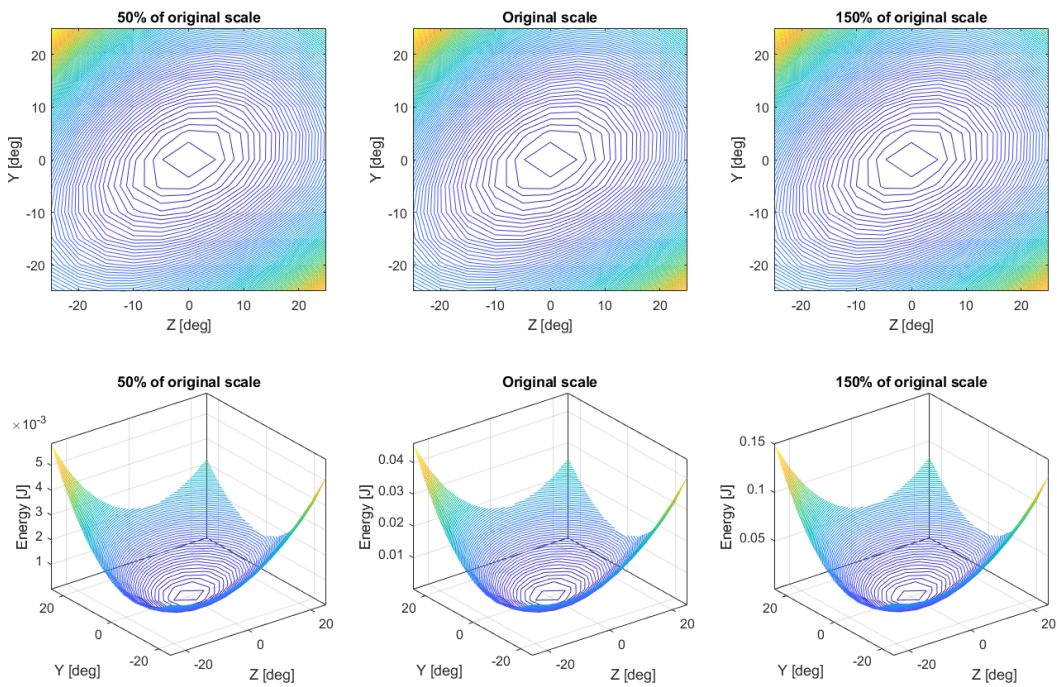 50% of original scale
Original scale
150% of original scale
Y [deg]
20
10
0
-10
-20
-20
-10
0
10
20
Z [deg]
Y [deg]
20
10
0
-10
-20
-20
-10
0
10
20
Z [deg]
Y [deg]
20
10
0
-10
-20
-20
-10
0
10
20
Z [deg]
50% of original scale
× 10⁻³
Energy [J]
5
4
3
2
1
20
0
-20
Y [deg]
-20
0
20
Z [deg]
Original scale
Energy [J]
0.04
0.03
0.02
0.01
20
0
-20
Y [deg]
-20
0
20
Z [deg]
150% of original scale
Energy [J]
0.15
0.1
0.05
20
0
-20
Y [deg]
-20
0
20
Z [deg]